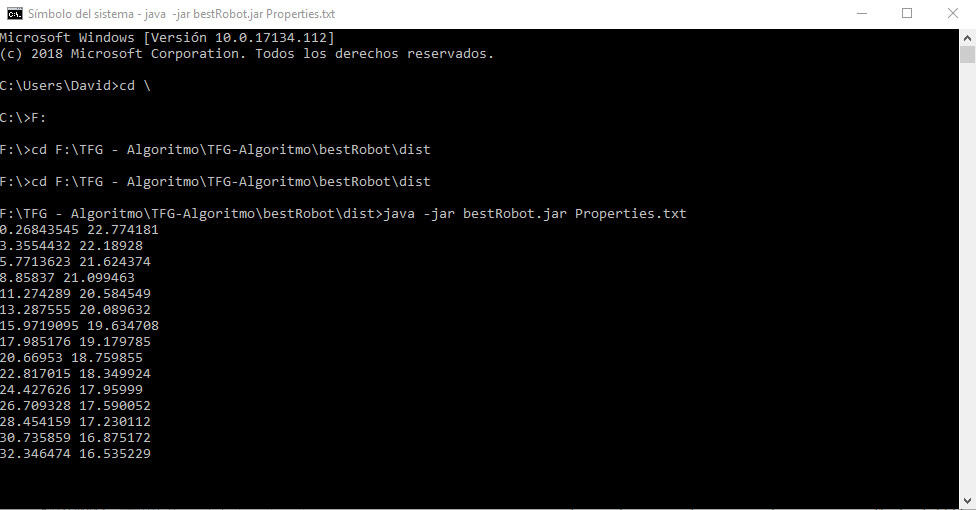 Símbolo del sistema - java -jar bestRobot.jar Properties.txt
Microsoft Windows [Versión 10.0.17134.112]
(c) 2018 Microsoft Corporation. Todos los derechos reservados.
C:\Users\David>cd \
C:\>F:
F:\>cd F:\TFG - Algoritmo\TFG-Algoritmo\bestRobot\dist
F:\>cd F:\TFG - Algoritmo\TFG-Algoritmo\bestRobot\dist
F:\TFG - Algoritmo\TFG-Algoritmo\bestRobot\dist>java -jar bestRobot.jar Properties.txt
0.26843545 22.774181
3.3554432 22.18928
5.7713623 21.624374
8.85837 21.099463
11.274289 20.584549
13.287555 20.089632
15.9719095 19.634708
17.985176 19.179785
20.66953 18.759855
22.817015 18.349924
24.427626 17.95999
26.709328 17.590052
28.454159 17.230112
30.735859 16.875172
32.346474 16.535229